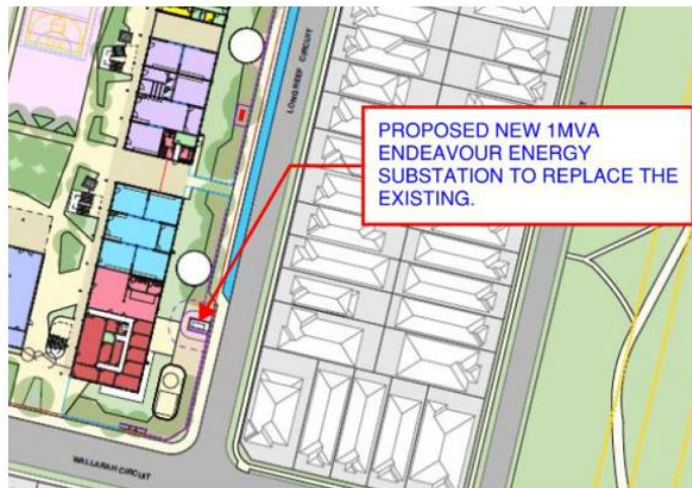 LONG REEF CIRCUIT
PROPOSED NEW 1MVA
ENDEAVOUR ENERGY
SUBSTATION TO REPLACE THE
EXISTING.
WALLARAH CIRCUIT